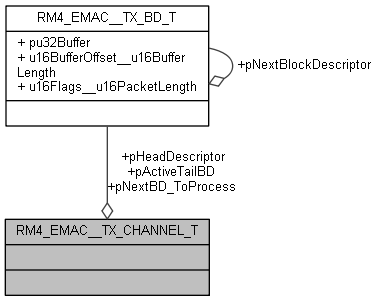 RM4_EMAC__TX_BD_T
+ pu32Buffer
+ u16BufferOffset__u16Buffer
Length
+ u16Flags__u16PacketLength
+pNextBlockDescriptor
+pHeadDescriptor
+pActiveTailBD
+pNextBD_ToProcess
RM4_EMAC__TX_CHANNEL_T